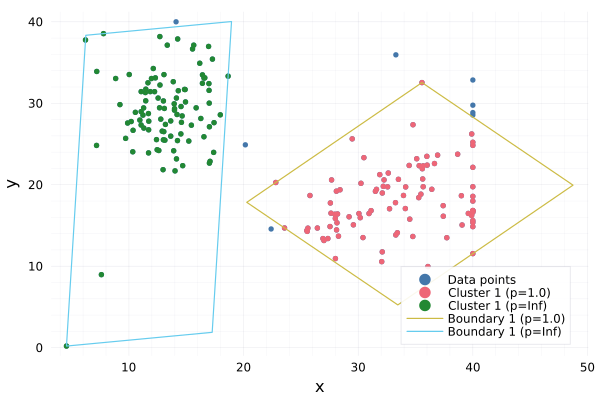 40
30
20
10
0
y
Data points
Cluster 1 (p=1.0)
Cluster 1 (p=Inf)
Boundary 1 (p=1.0)
Boundary 1 (p=Inf)
10
20
30
40
50
x